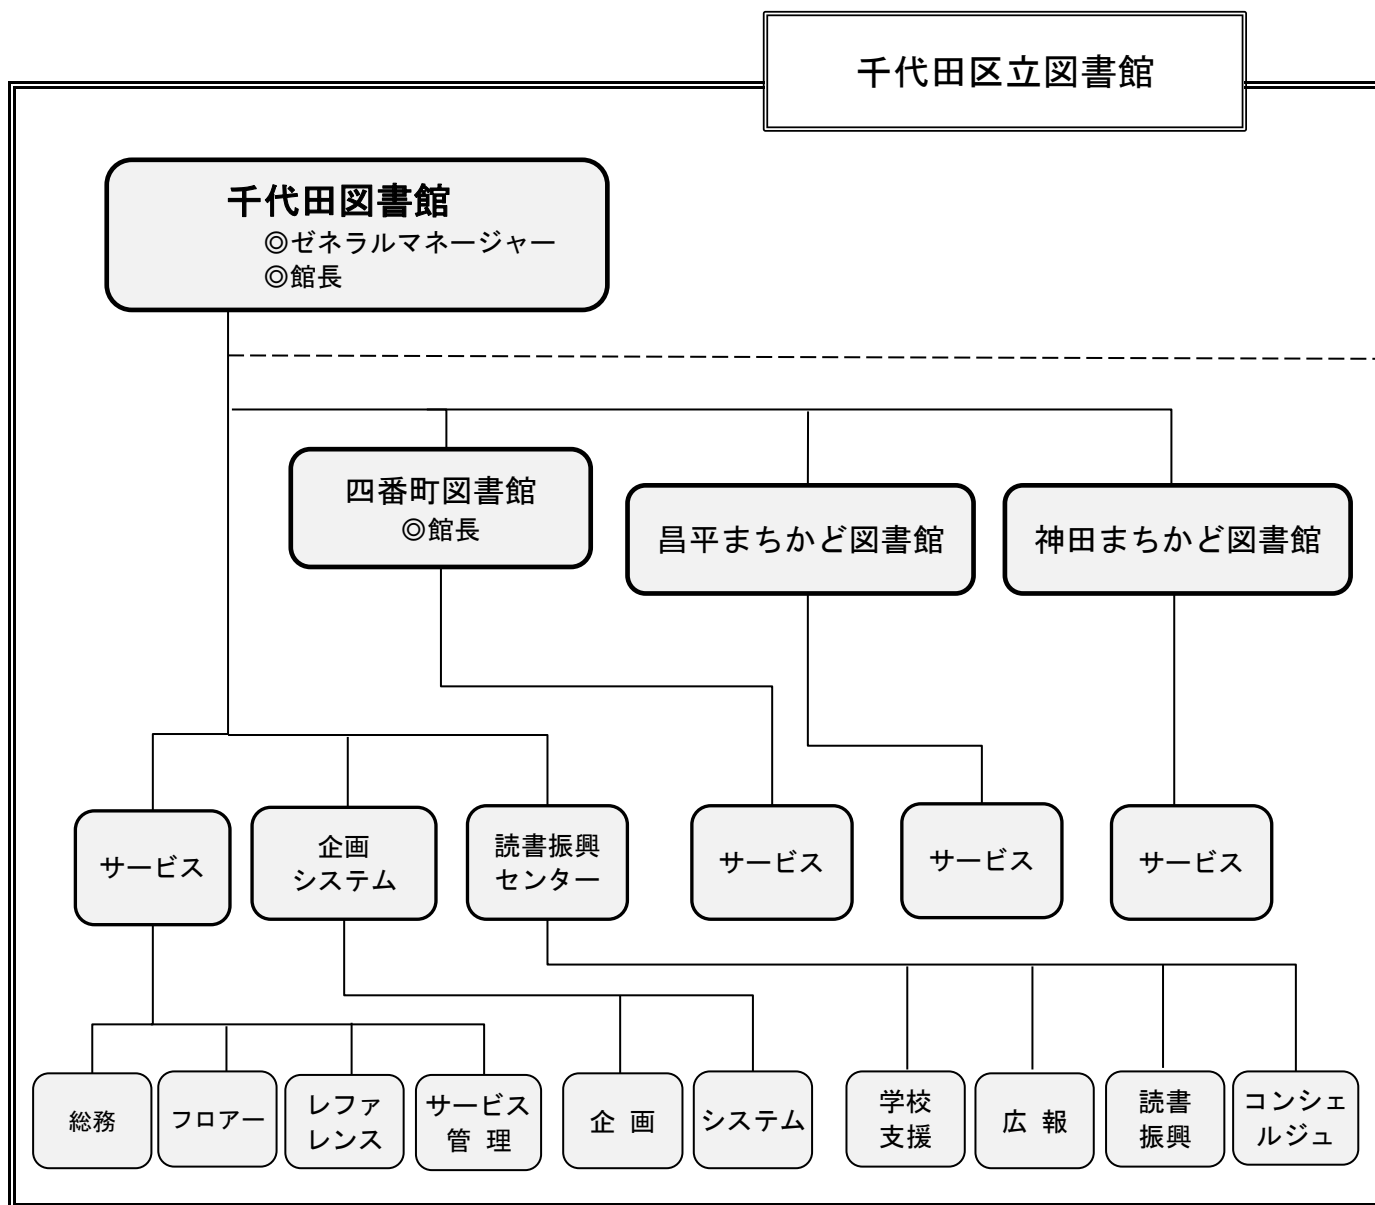 千代田区立図書館
千代田図書館
◎ゼネラルマネージャー
◎館長
四番町図書館
◎館長
昌平まちかど図書館
神田まちかど図書館
サービス
企画
システム
読書振興
センター
サービス
サービス
サービス
総務
フロアー
レファ
レンス
サービス
管 理
企 画
システム
学校
支援
広 報
読書
振興
コンシェ
ルジュ